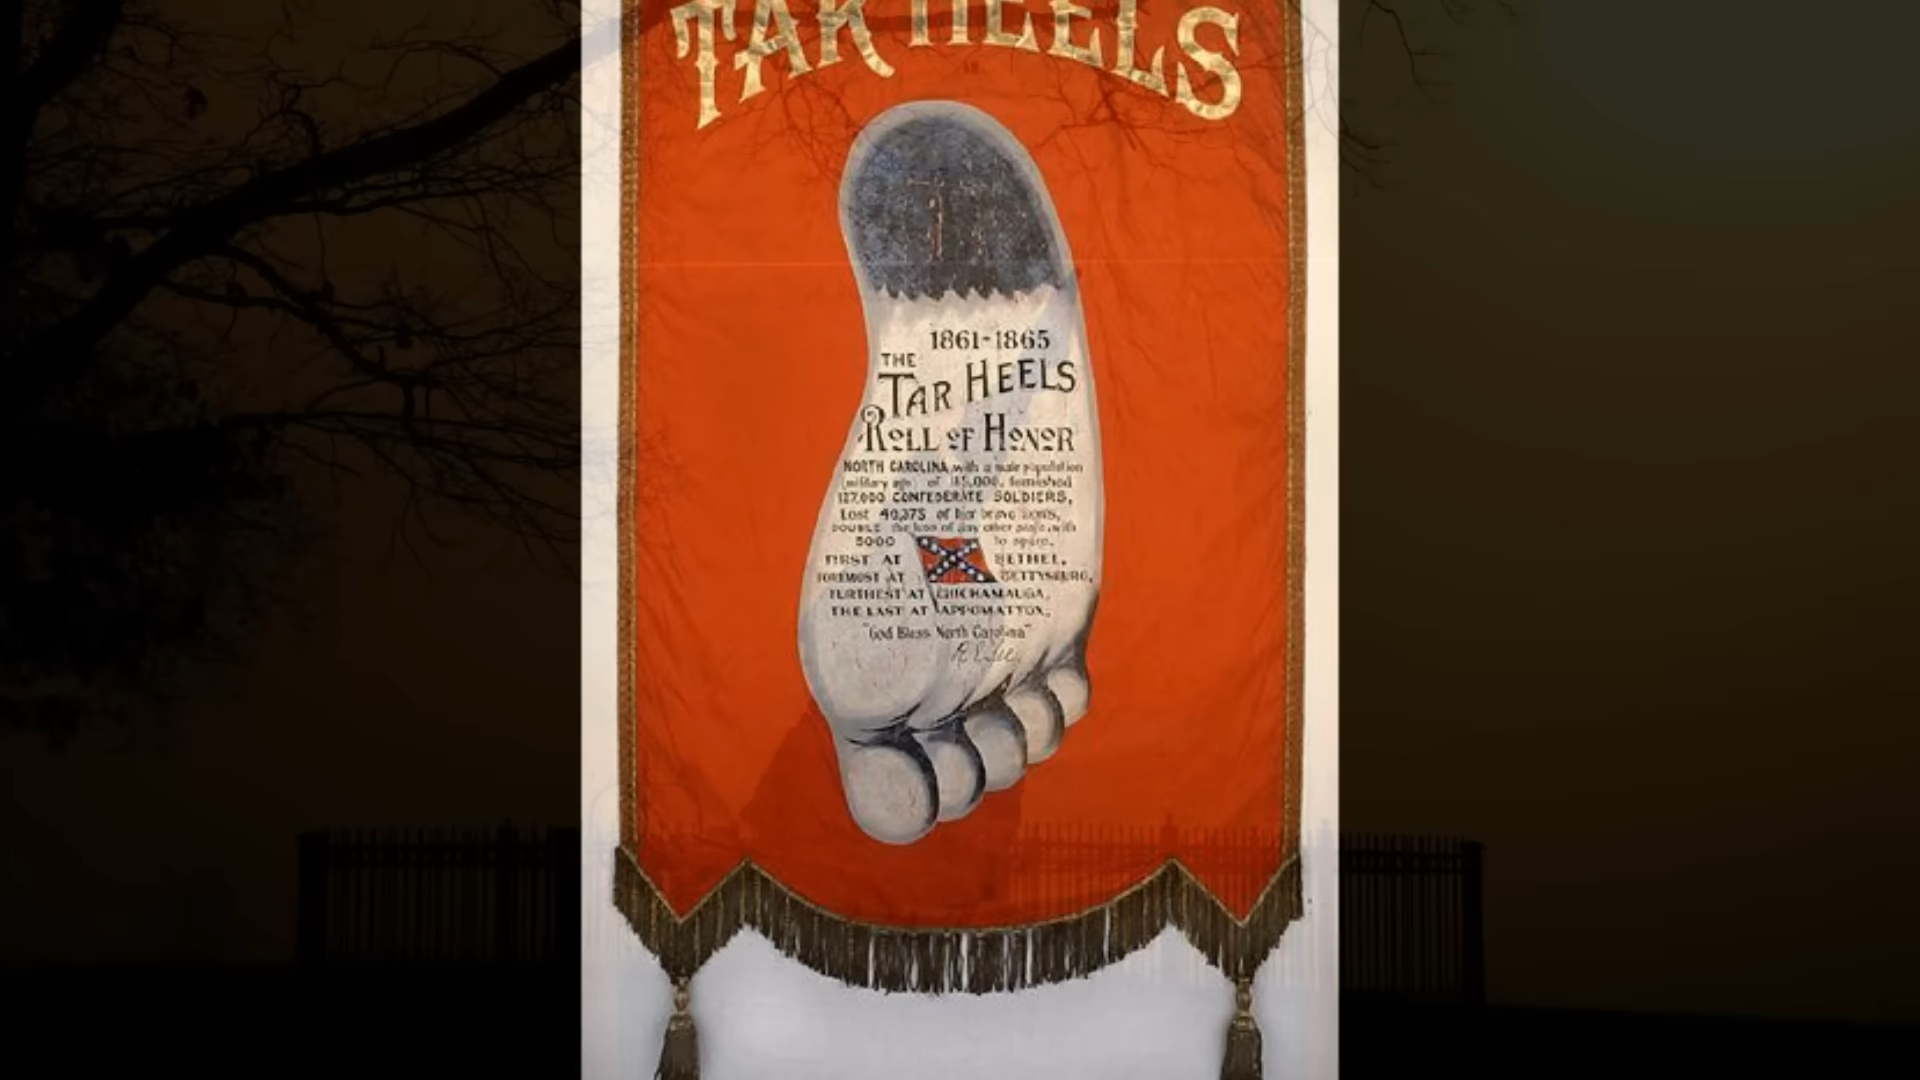 TAR HEELS
1861-1865
THE
TAR HEELS
ROLL OF HONOR
NORTH CAROLINA with a male population
(military age) of 115,000, furnished
127,000 CONFEDERATE SOLDIERS,
Lost 40,275 of her brave sons,
DOUBLE the loss of any other state, with
5000 to spare.
FIRST AT BETHEL,
FOREMOST AT GETTYSBURG,
FURTHEST AT CHICKAMAUGA,
THE LAST AT APPOMATTOX.
"God Bless North Carolina"
R E Lee.